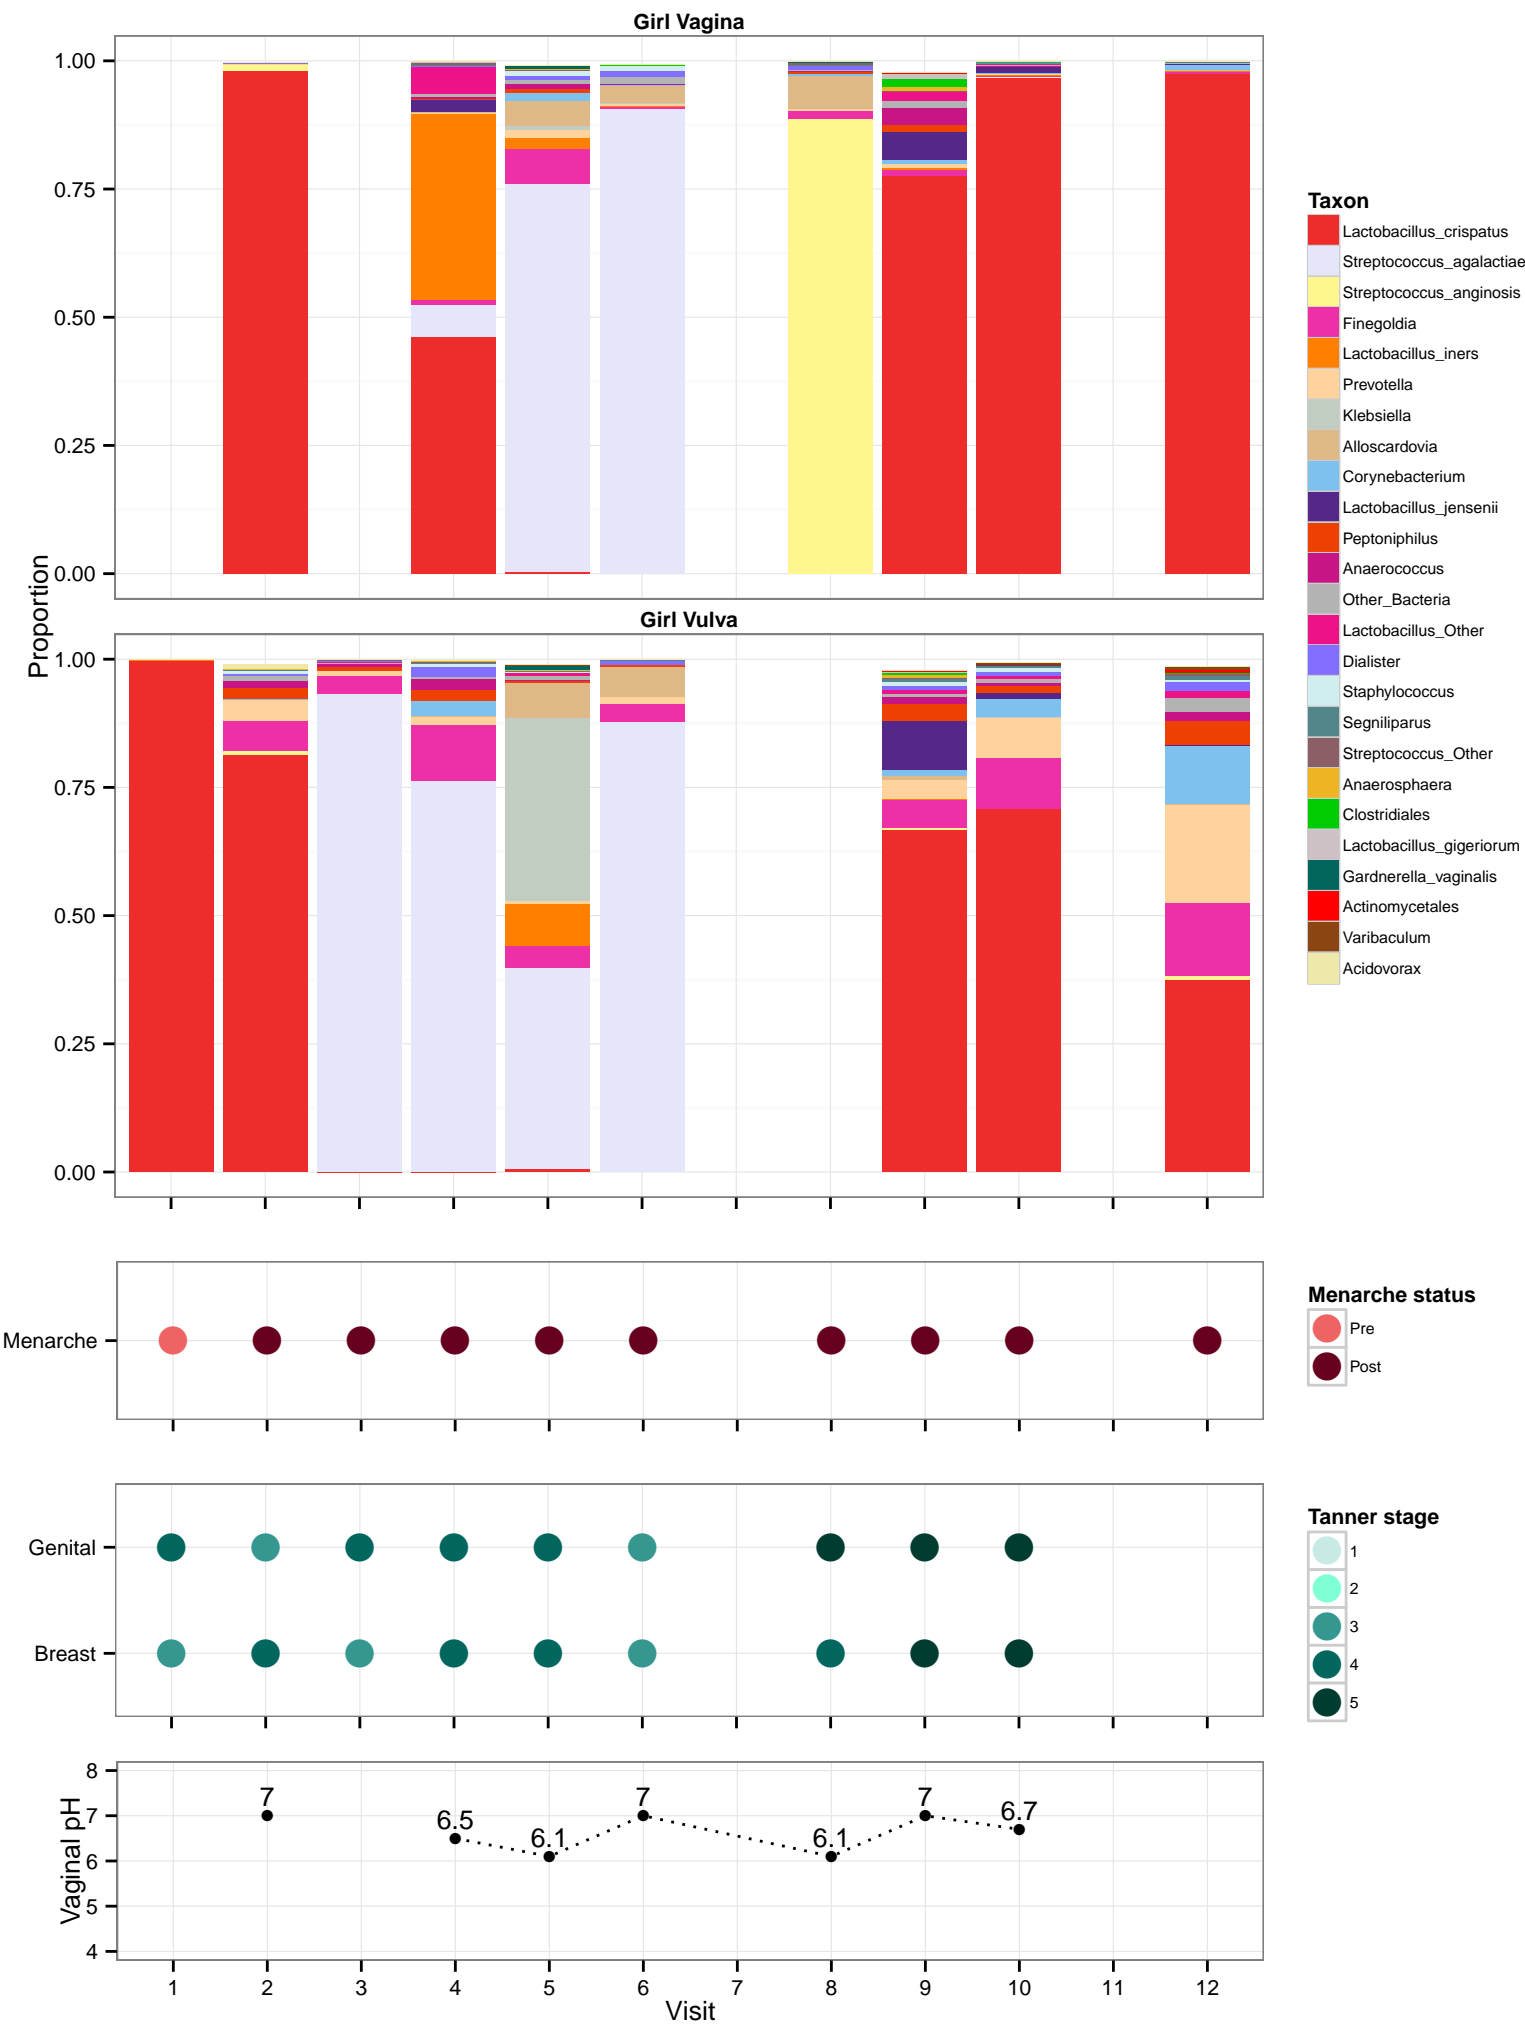 Girl Vagina
1.00
0.75
0.50
0.25
0.00
Proportion
Girl Vulva
1.00
0.75
0.50
0.25
0.00
Taxon
Lactobacillus_crispatus
Streptococcus_agalactiae
Streptococcus_anginosis
Finegoldia
Lactobacillus_iners
Prevotella
Klebsiella
Alloscardovia
Corynebacterium
Lactobacillus_jensenii
Peptoniphilus
Anaerococcus
Other_Bacteria
Lactobacillus_Other
Dialister
Staphylococcus
Segniliparus
Streptococcus_Other
Anaerosphaera
Clostridiales
Lactobacillus_gigeriorum
Gardnerella_vaginalis
Actinomycetales
Varibaculum
Acidovorax
Menarche
Menarche status
Pre
Post
Genital
Breast
Tanner stage
1
2
3
4
5
Vaginal pH
8
7
6
5
4
7
6.5
6.1
7
6.1
7
6.7
1 2 3 4 5 6 7 8 9 10 11 12
Visit